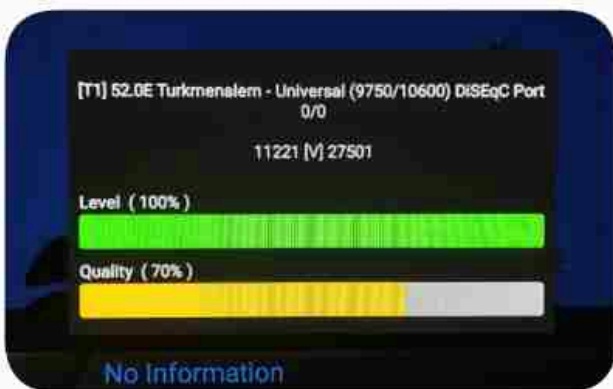 [T1] 52.0E Turkmenalem - Universal (9750/10600) DiSEqC Port
0/0
11221 [V] 27501
Level ( 100% )
Quality ( 70% )
No Information